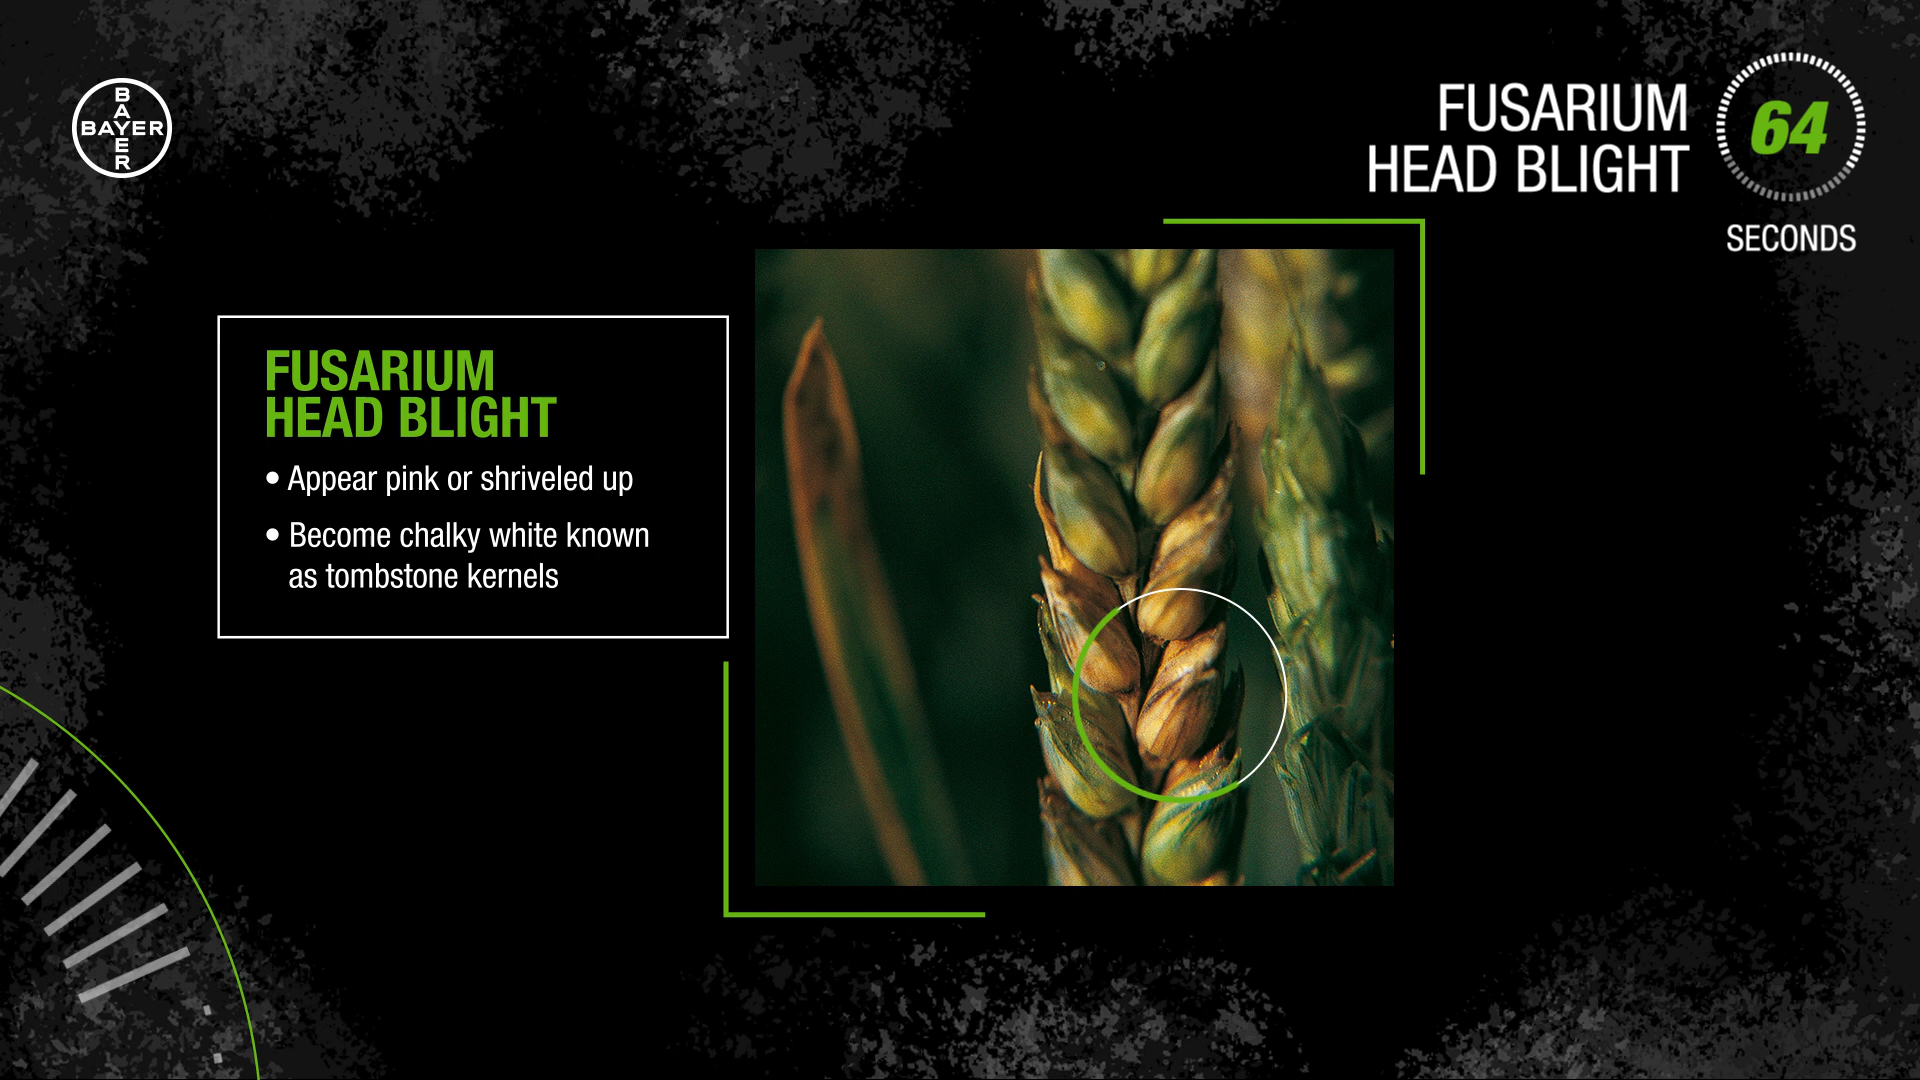 BAYER
BAYER
FUSARIUM
HEAD BLIGHT
64
SECONDS
FUSARIUM
HEAD BLIGHT
• Appear pink or shriveled up
• Become chalky white known
as tombstone kernels